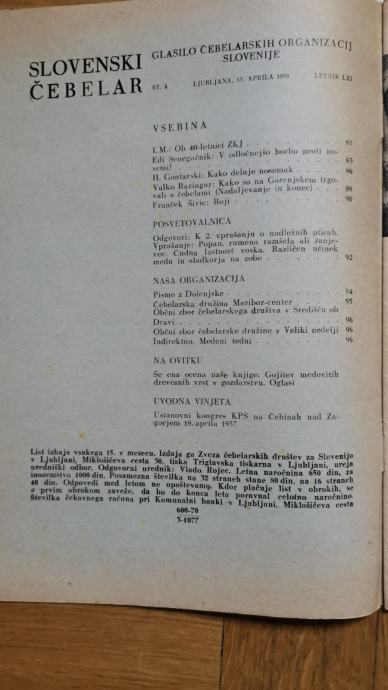 SLOVENSKI
ČEBELAR
GLASILO ČEBELARSKIH ORGANIZACIJ
SLOVENIJE
ŠT. 4 LJUBLJANA, 15. APRILA 1959 LETNIK LXI
VSEBINA
I. M.: Ob 40-letnici ZKJ 81
Edi Senegačnik: V odločnejšo borbo proti no-
semi! 83
H. Gontarski: Kako deluje nosemak 86
Valko Razingar: Kako so na Gorenjskem trgo-
vali s čebelami (Nadaljevanje in konec) 88
Franček Šivic: Roji 90
POSVETOVALNICA
Odgovori: K 2. vprašanju o nadležnih pticah.
Vprašanje: Popan, rumena ramšela ali žanje-
vec. Čudna lastnost voska. Različen učinek
medu in sladkorja na zobe 92
NAŠA ORGANIZACIJA
Pismo z Dolenjske 94
Čebelarska družina Maribor-center 95
Občni zbor čebelarskega društva v Središču ob
Dravi 96
Občni zbor čebelarske družine v Veliki nedelji 96
Indirektno. Medeni tedni 96
NA OVITKU
Še ena ocena naše knjige. Gojitev medovitih
drevesnih vrst v gozdarstvu. Oglasi
UVODNA VINJETA
Ustanovni kongres KPS na Čebinah nad Za-
gorjem 18. aprila 1937
List izhaja vsakega 15. v mesecu. Izdaja ga Zveza čebelarskih društev za Slovenijo
v Ljubljani, Miklošičeva cesta 30, tiska Triglavska tiskarna v Ljubljani, ureja
uredniški odbor. Odgovorni urednik: Vlado Rojec. Letna naročnina 650 din, za
inozemstvo 1000 din. Posamezna številka na 32 straneh stane 80 din, na 16 straneh
40 din. Odpovedi med letom ne upoštevamo. Kdor plačuje list v obrokih, se
s prvim obrokom zaveže, da bo do konca leta poravnal celotno naročnino.
Številka čekovnega računa pri Komunalni banki v Ljubljani, Miklošičeva cesta
600-70
3-1077